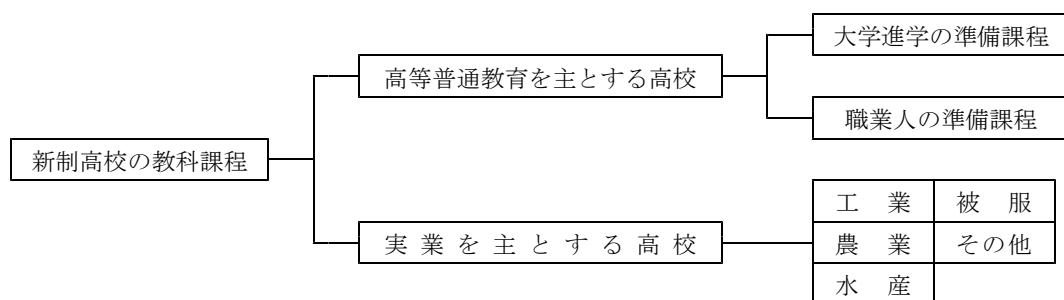 新制高校の教科課程
高等普通教育を主とする高校
大学進学の準備課程
職業人の準備課程
実業を主とする高校
工業 被服
農業 その他
水産